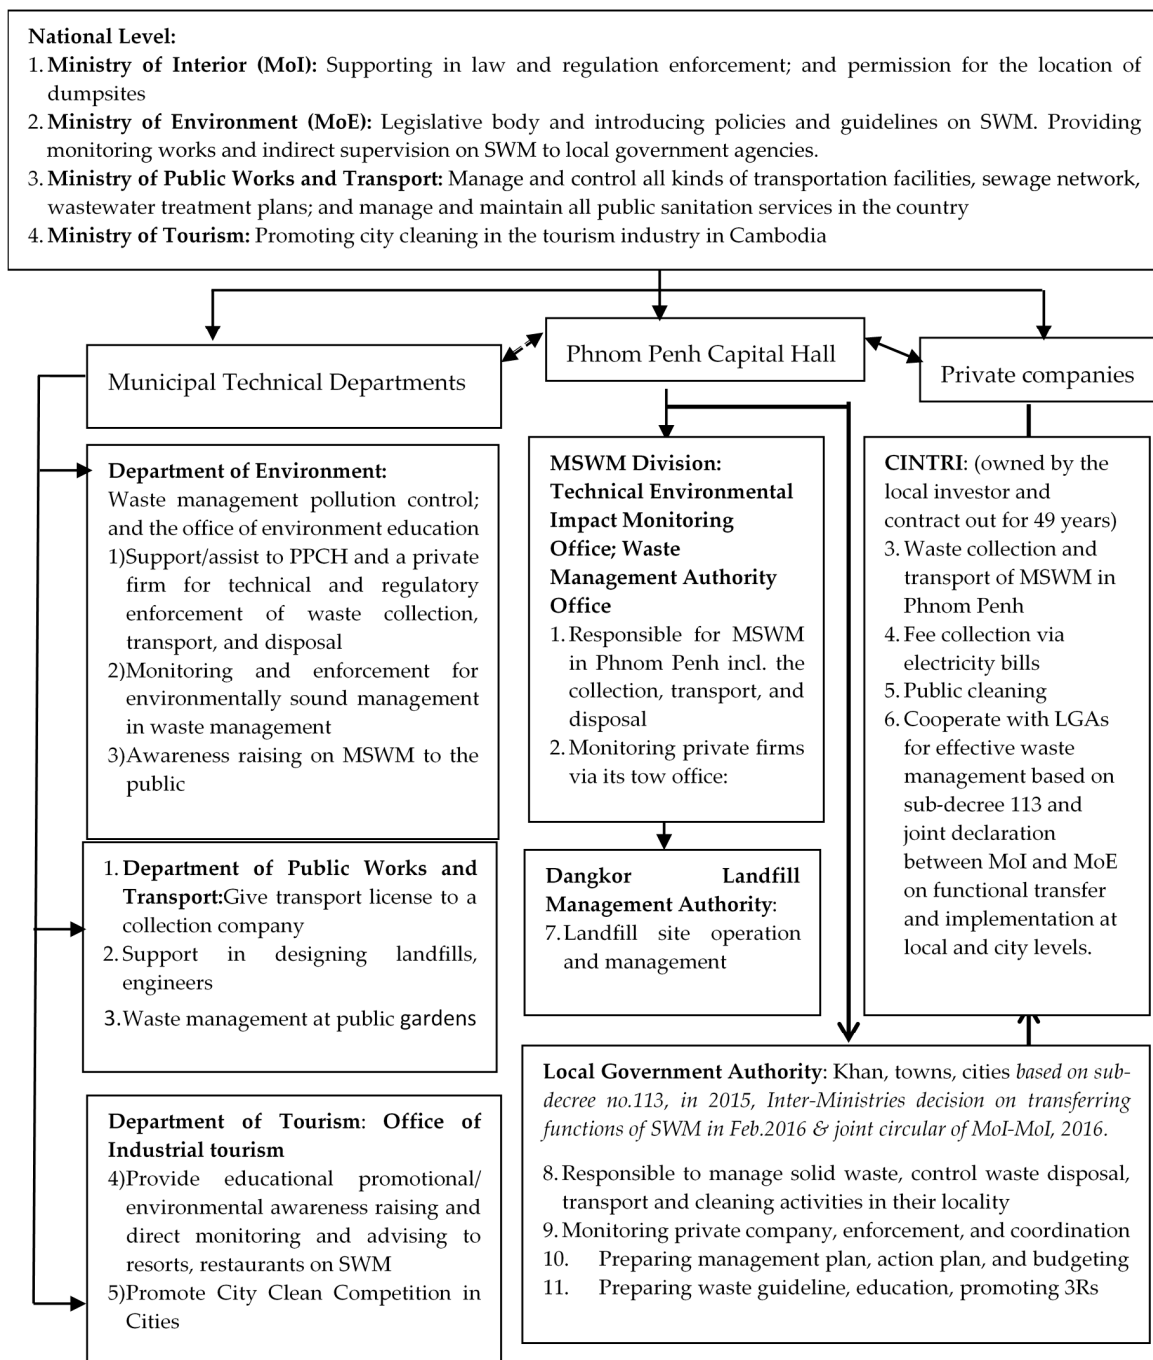 National Level:
1. Ministry of Interior (MoI): Supporting in law and regulation enforcement; and permission for the location of
dumpsites
2. Ministry of Environment (MoE): Legislative body and introducing policies and guidelines on SWM. Providing
monitoring works and indirect supervision on SWM to local government agencies.
3. Ministry of Public Works and Transport: Manage and control all kinds of transportation facilities, sewage network,
wastewater treatment plans; and manage and maintain all public sanitation services in the country
4. Ministry of Tourism: Promoting city cleaning in the tourism industry in Cambodia
Municipal Technical Departments
Phnom Penh Capital Hall
Private companies
Department of Environment:
Waste management pollution control;
and the office of environment education
1)Support/assist to PPCH and a private
firm for technical and regulatory
enforcement of waste collection,
transport, and disposal
2)Monitoring and enforcement for
environmentally sound management
in waste management
3)Awareness raising on MSWM to the
public
1. Department of Public Works and
Transport:Give transport license to a
collection company
2. Support in designing landfills,
engineers
3.Waste management at public gardens
Department of Tourism: Office of
Industrial tourism
4)Provide educational promotional/
environmental awareness raising and
direct monitoring and advising to
resorts, restaurants on SWM
5)Promote City Clean Competition in
Cities
MSWM Division:
Technical Environmental
Impact Monitoring
Office; Waste
Management Authority
Office
1. Responsible for MSWM
in Phnom Penh incl. the
collection, transport, and
disposal
2. Monitoring private firms
via its tow office:
Dangkor Landfill
Management Authority:
7. Landfill site operation
and management
CINTRI: (owned by the
local investor and
contract out for 49 years)
3. Waste collection and
transport of MSWM in
Phnom Penh
4. Fee collection via
electricity bills
5. Public cleaning
6. Cooperate with LGAs
for effective waste
management based on
sub-decree 113 and
joint declaration
between MoI and MoE
on functional transfer
and implementation at
local and city levels.
Local Government Authority: Khan, towns, cities based on sub-
decree no.113, in 2015, Inter-Ministries decision on transferring
functions of SWM in Feb.2016 & joint circular of MoI-MoI, 2016.
8. Responsible to manage solid waste, control waste disposal,
transport and cleaning activities in their locality
9. Monitoring private company, enforcement, and coordination
10. Preparing management plan, action plan, and budgeting
11. Preparing waste guideline, education, promoting 3Rs